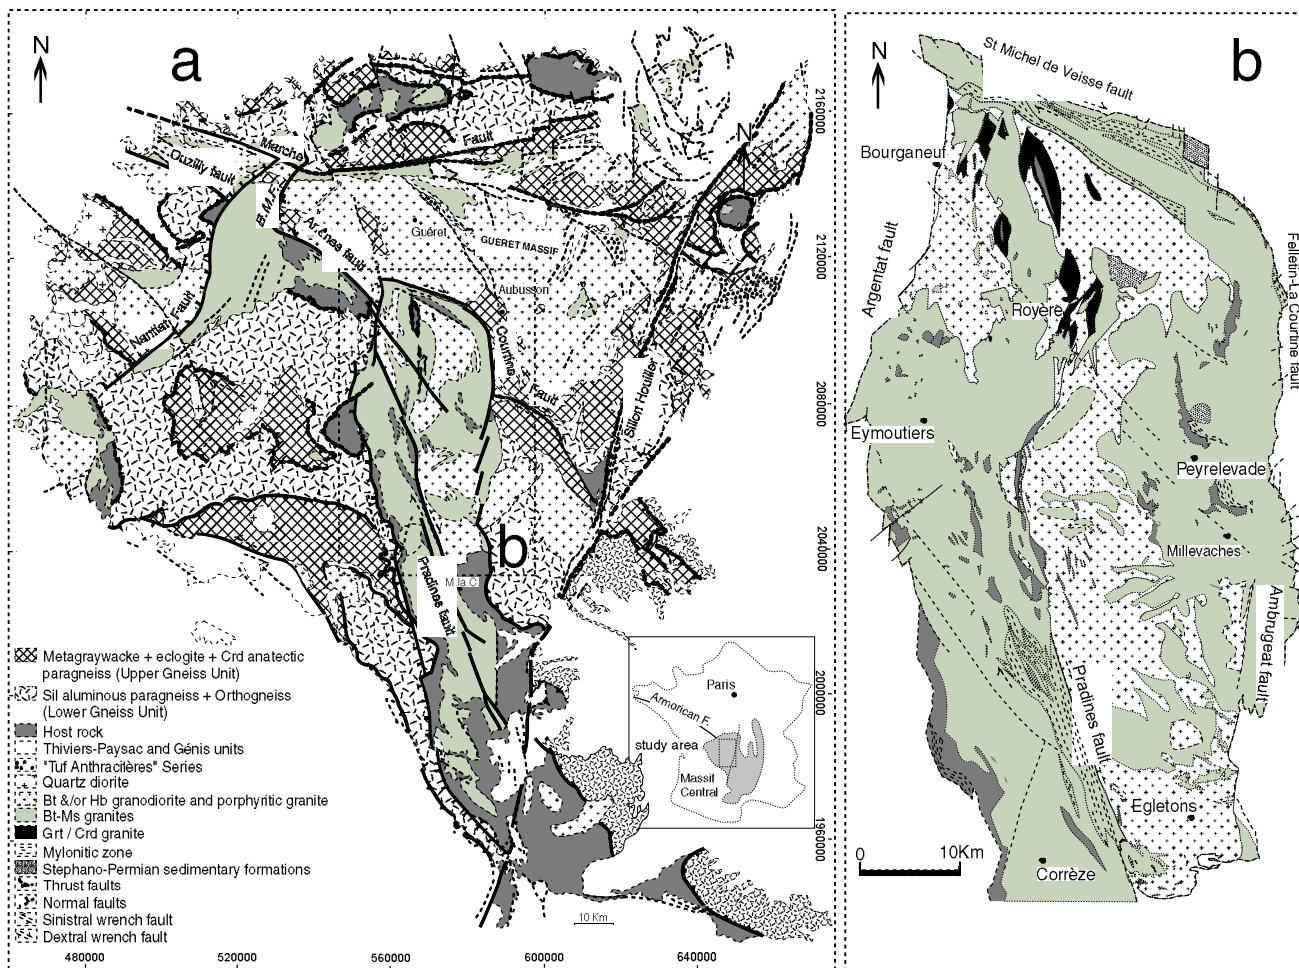 a
N
Marche
Fault
Ouzilly fault
B.M.L
Arrènes fault
N
Guéret
GUERET MASSIF
Aubusson
Nantiat Fault
Courtine
Fault
Sillon Houiller
b
Pradines fault
M.la.C.
2160000
2120000
2080000
2040000
2000000
1960000
Metagraywacke + eclogite + Crd anatectic
paragneiss (Upper Gneiss Unit)
Sil aluminous paragneiss + Orthogneiss
(Lower Gneiss Unit)
Host rock
Thiviers-Paysac and Génis units
"Tuf Anthracifères" Series
Quartz diorite
Bt &/or Hb granodiorite and porphyritic granite
Bt-Ms granites
Grt / Crd granite
Mylonitic zone
Stephano-Permian sedimentary formations
Thrust faults
Normal faults
Sinistral wrench fault
Dextral wrench fault
Paris
Armorican F.
study area
Massif
Central
10 Km
480000
520000
560000
600000
640000
b
N
St Michel de Veisse fault
Bourganeuf
Argentat fault
Felletin-La Courtine fault
Royere
Eymoutiers
Peyrelevade
Millevaches
Ambrugeat fault
Pradines fault
Egletons
0
10Km
Corrèze